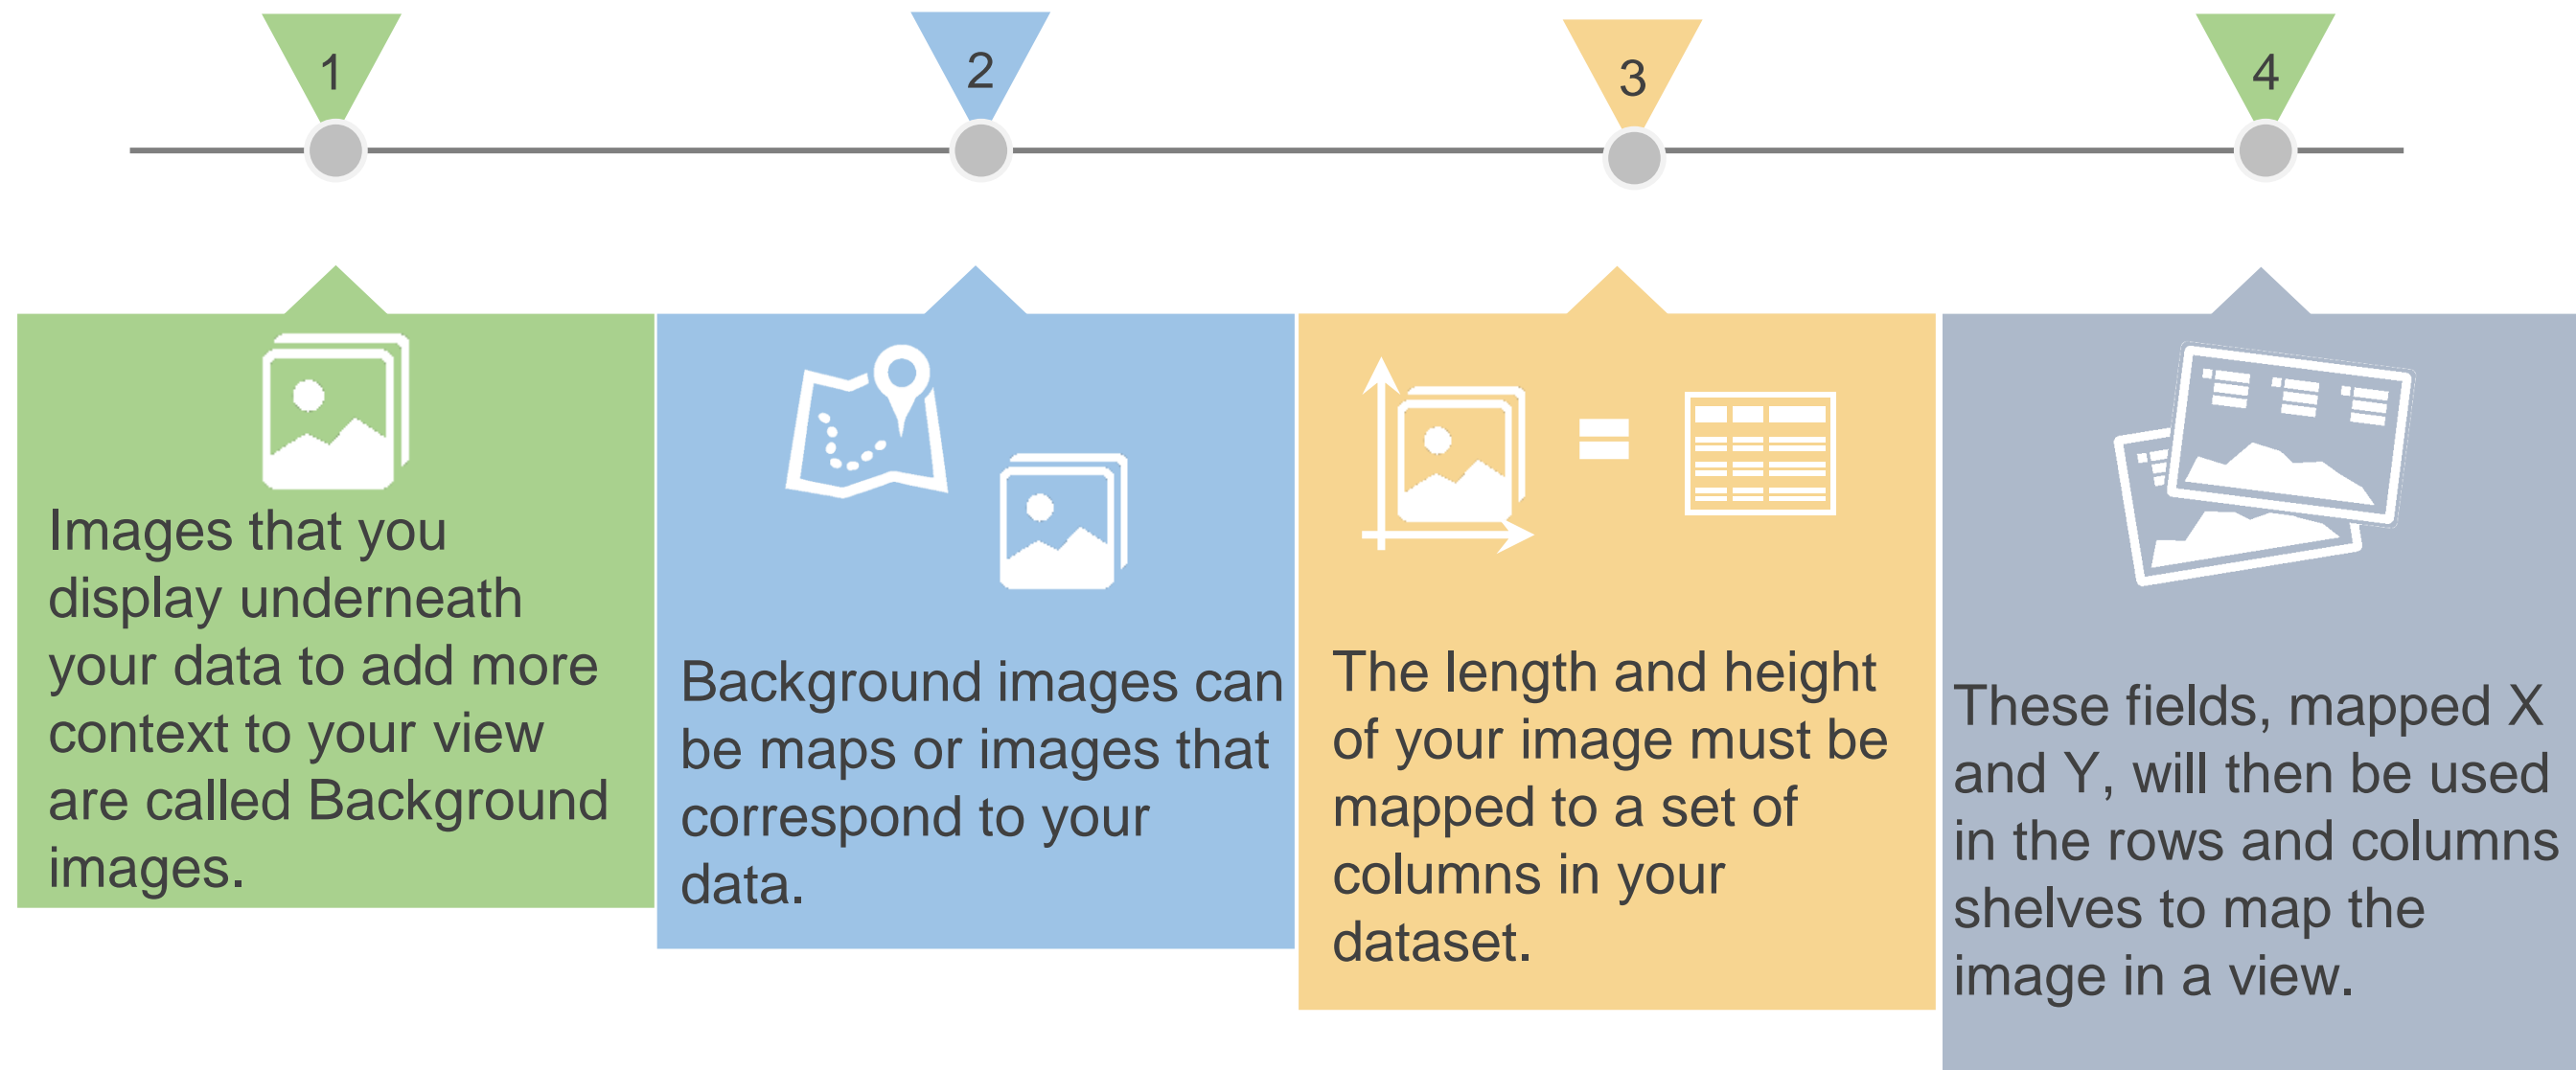 1
2
3
4
Images that you
display underneath
your data to add more
context to your view
are called Background
images.
Background images can
be maps or images that
correspond to your
data.
The length and height
of your image must be
mapped to a set of
columns in your
dataset.
These fields, mapped X
and Y, will then be used
in the rows and columns
shelves to map the
image in a view.